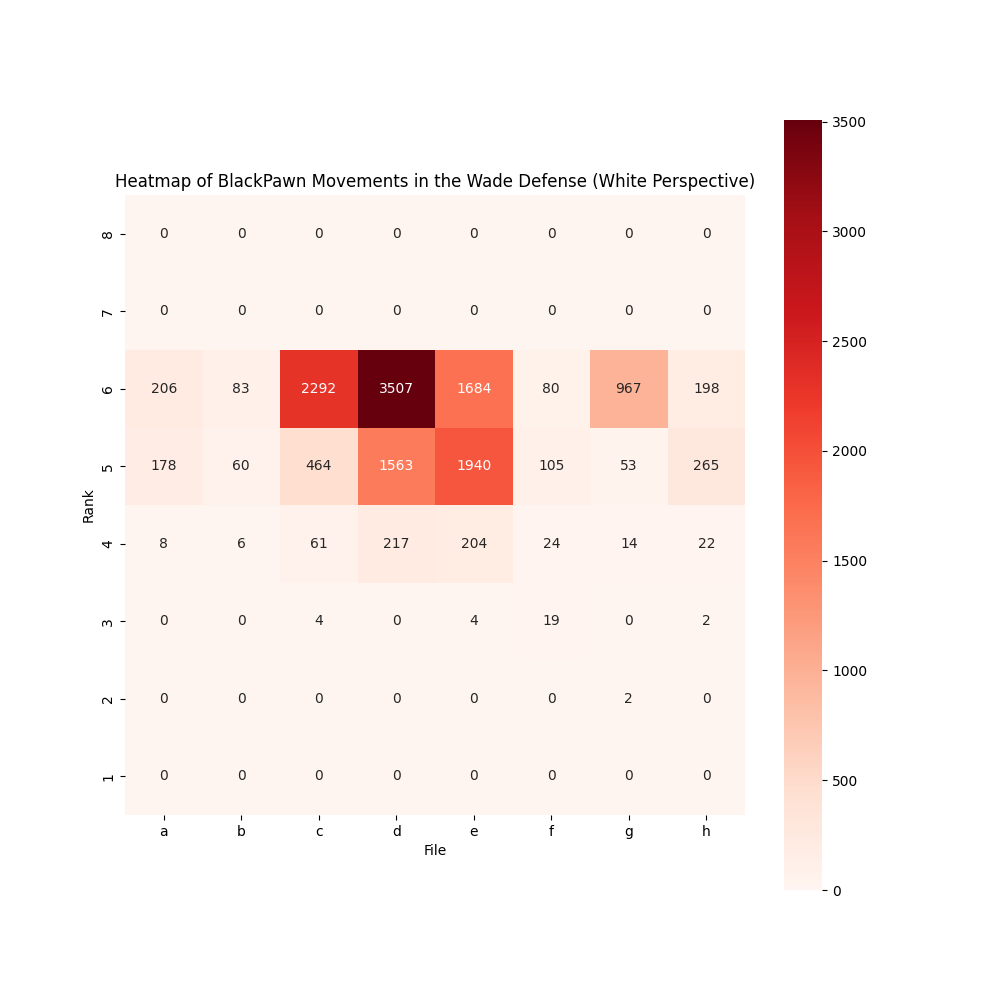 Heatmap of BlackPawn Movements in the Wade Defense (White Perspective)
8 0 0 0 0 0 0 0 0
7 0 0 0 0 0 0 0 0
6 206 83 2292 3507 1684 80 967 198
5 178 60 464 1563 1940 105 53 265
4 8 6 61 217 204 24 14 22
3 0 0 4 0 4 19 0 2
2 0 0 0 0 0 0 2 0
1 0 0 0 0 0 0 0 0
a b c d e f g h
File
Rank
3500
3000
2500
2000
1500
1000
500
0